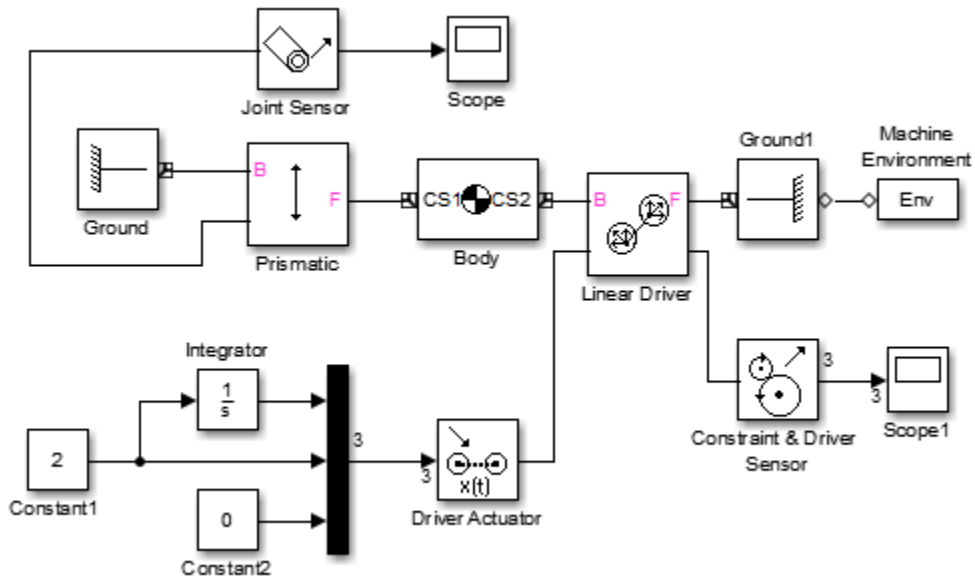 Joint Sensor
Scope
Ground
B
F
Prismatic
CS1
CS2
Body
B
F
Linear Driver
Ground1
Machine
Environment
Env
Integrator
1
s
2
Constant1
0
Constant2
3
3
x(t)
Driver Actuator
3
3
Constraint & Driver
Sensor
Scope1